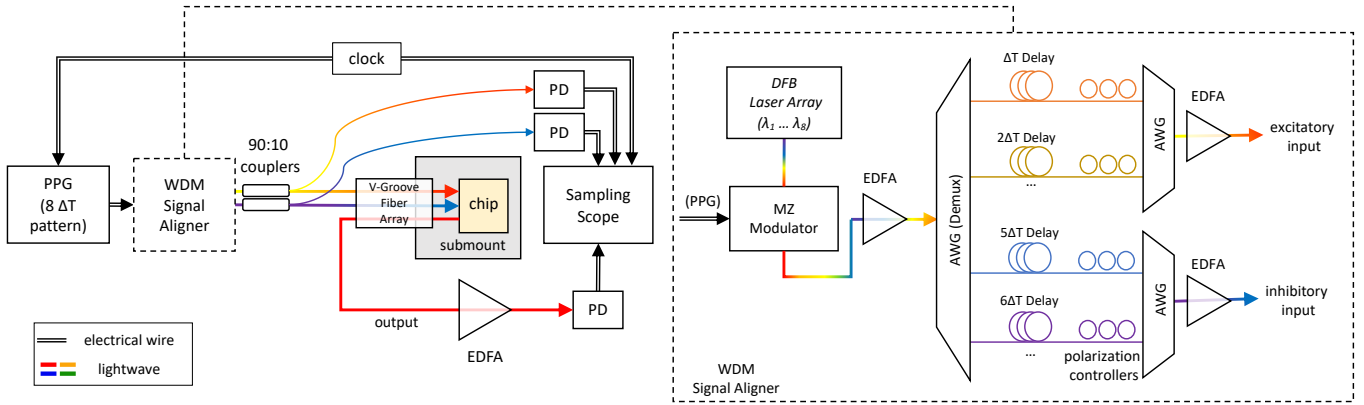 clock
PPG
(8 ΔT
pattern)
WDM
Signal
Aligner
90:10
couplers
PD
PD
V-Groove
Fiber
Array
chip
submount
Sampling
Scope
PD
output
EDFA
electrical wire
lightwave
(PPG)
DFB
Laser Array
(λ1 ... λ8)
MZ
Modulator
EDFA
AWG (Demux)
ΔT Delay
2ΔT Delay
...
5ΔT Delay
6ΔT Delay
...
polarization
controllers
AWG
EDFA
excitatory
input
AWG
EDFA
inhibitory
input
WDM
Signal Aligner